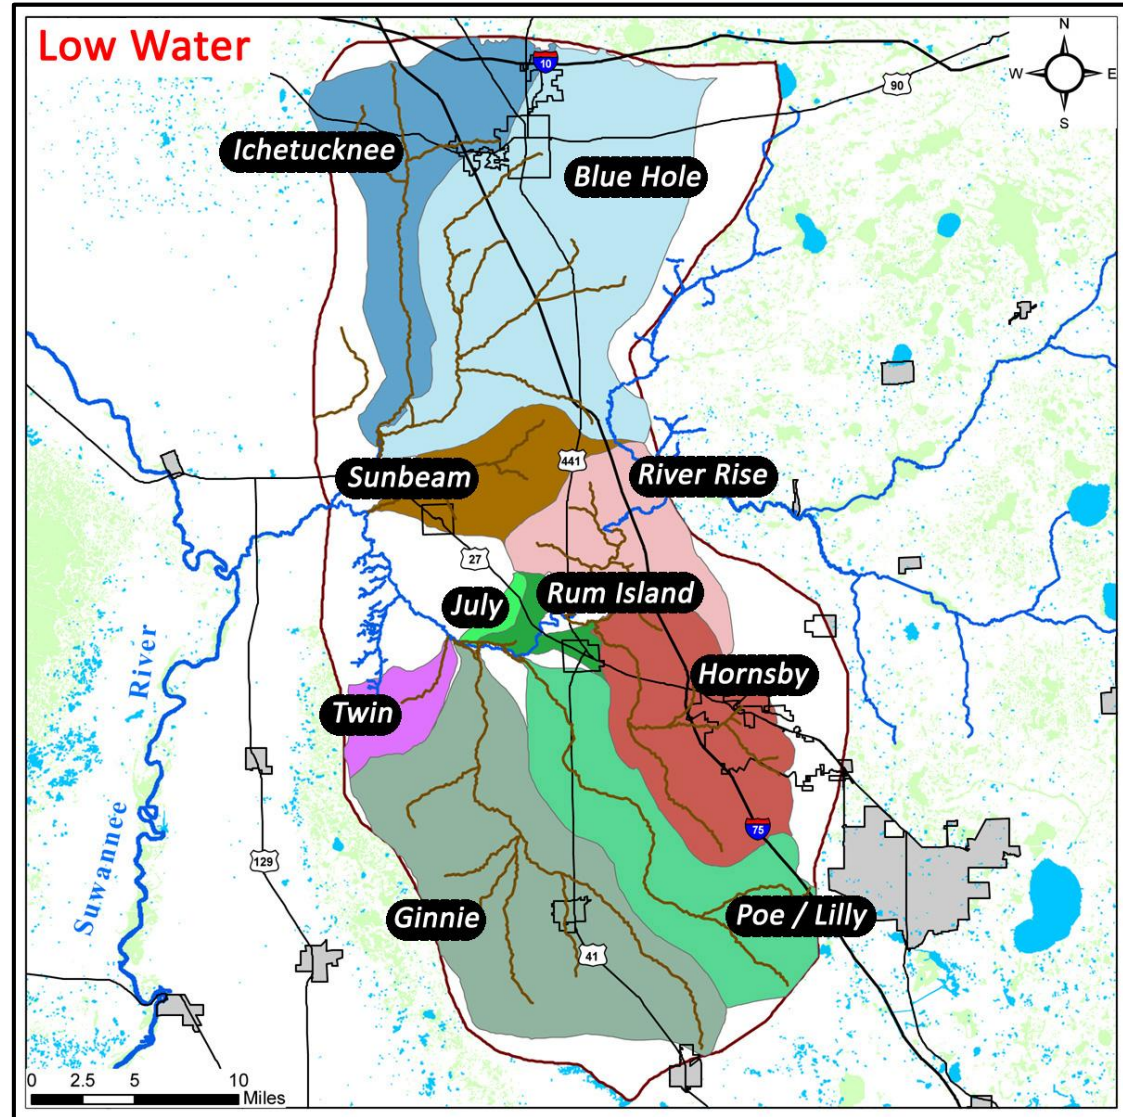 Low Water
N
W
E
S
10
90
Ichetucknee
Blue Hole
Sunbeam
441
River Rise
27
July
Rum Island
Hornsby
Twin
Suwannee River
75
129
Ginnie
Poe / Lilly
41
0 2.5 5 10
Miles